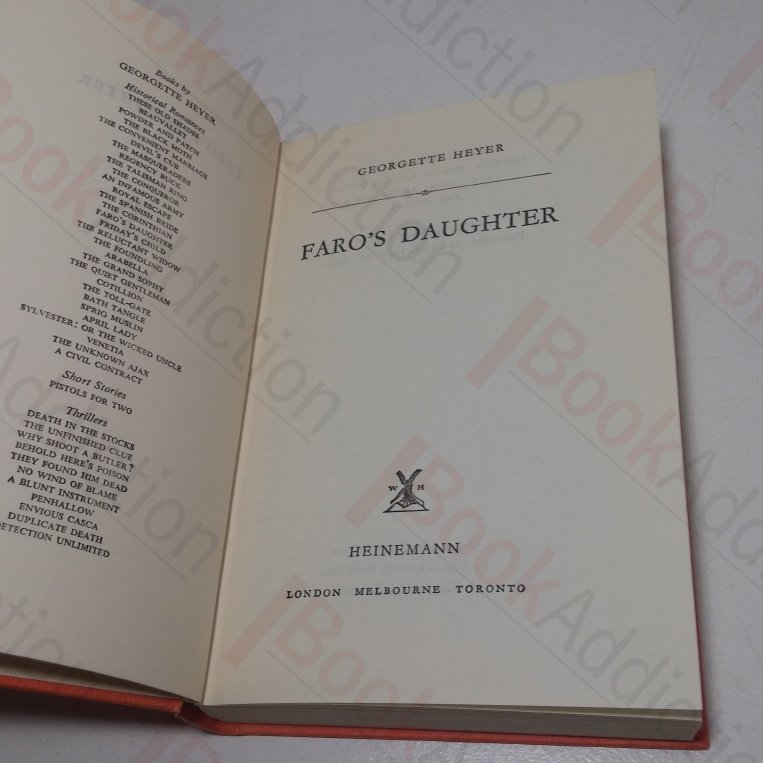 Books by
GEORGETTE HEYER
Historical Romances
THESE OLD SHADES
BEAUVALLET
POWDER AND PATCH
THE BLACK MOTH
THE CONVENIENT MARRIAGE
DEVIL'S CUB
THE MASQUERADERS
REGENCY BUCK
THE TALISMAN RING
THE CONQUEROR
AN INFAMOUS ARMY
ROYAL ESCAPE
THE SPANISH BRIDE
THE CORINTHIAN
FARO'S DAUGHTER
FRIDAY'S CHILD
THE RELUCTANT WIDOW
THE FOUNDLING
ARABELLA
THE GRAND SOPHY
THE QUIET GENTLEMAN
COTILLION
THE TOLL-GATE
BATH TANGLE
SPRIG MUSLIN
APRIL LADY
SYLVESTER: OR THE WICKED UNCLE
VENETIA
THE UNKNOWN AJAX
A CIVIL CONTRACT
Short Stories
PISTOLS FOR TWO
Thrillers
DEATH IN THE STOCKS
THE UNFINISHED CLUE
WHY SHOOT A BUTLER?
BEHOLD HERE'S POISON
THEY FOUND HIM DEAD
NO WIND OF BLAME
A BLUNT INSTRUMENT
PENHALLOW
ENVIOUS CASCA
DUPLICATE DEATH
DETECTION UNLIMITED
GEORGETTE HEYER
FARO'S DAUGHTER
W H
HEINEMANN
LONDON MELBOURNE TORONTO
BookAddiction